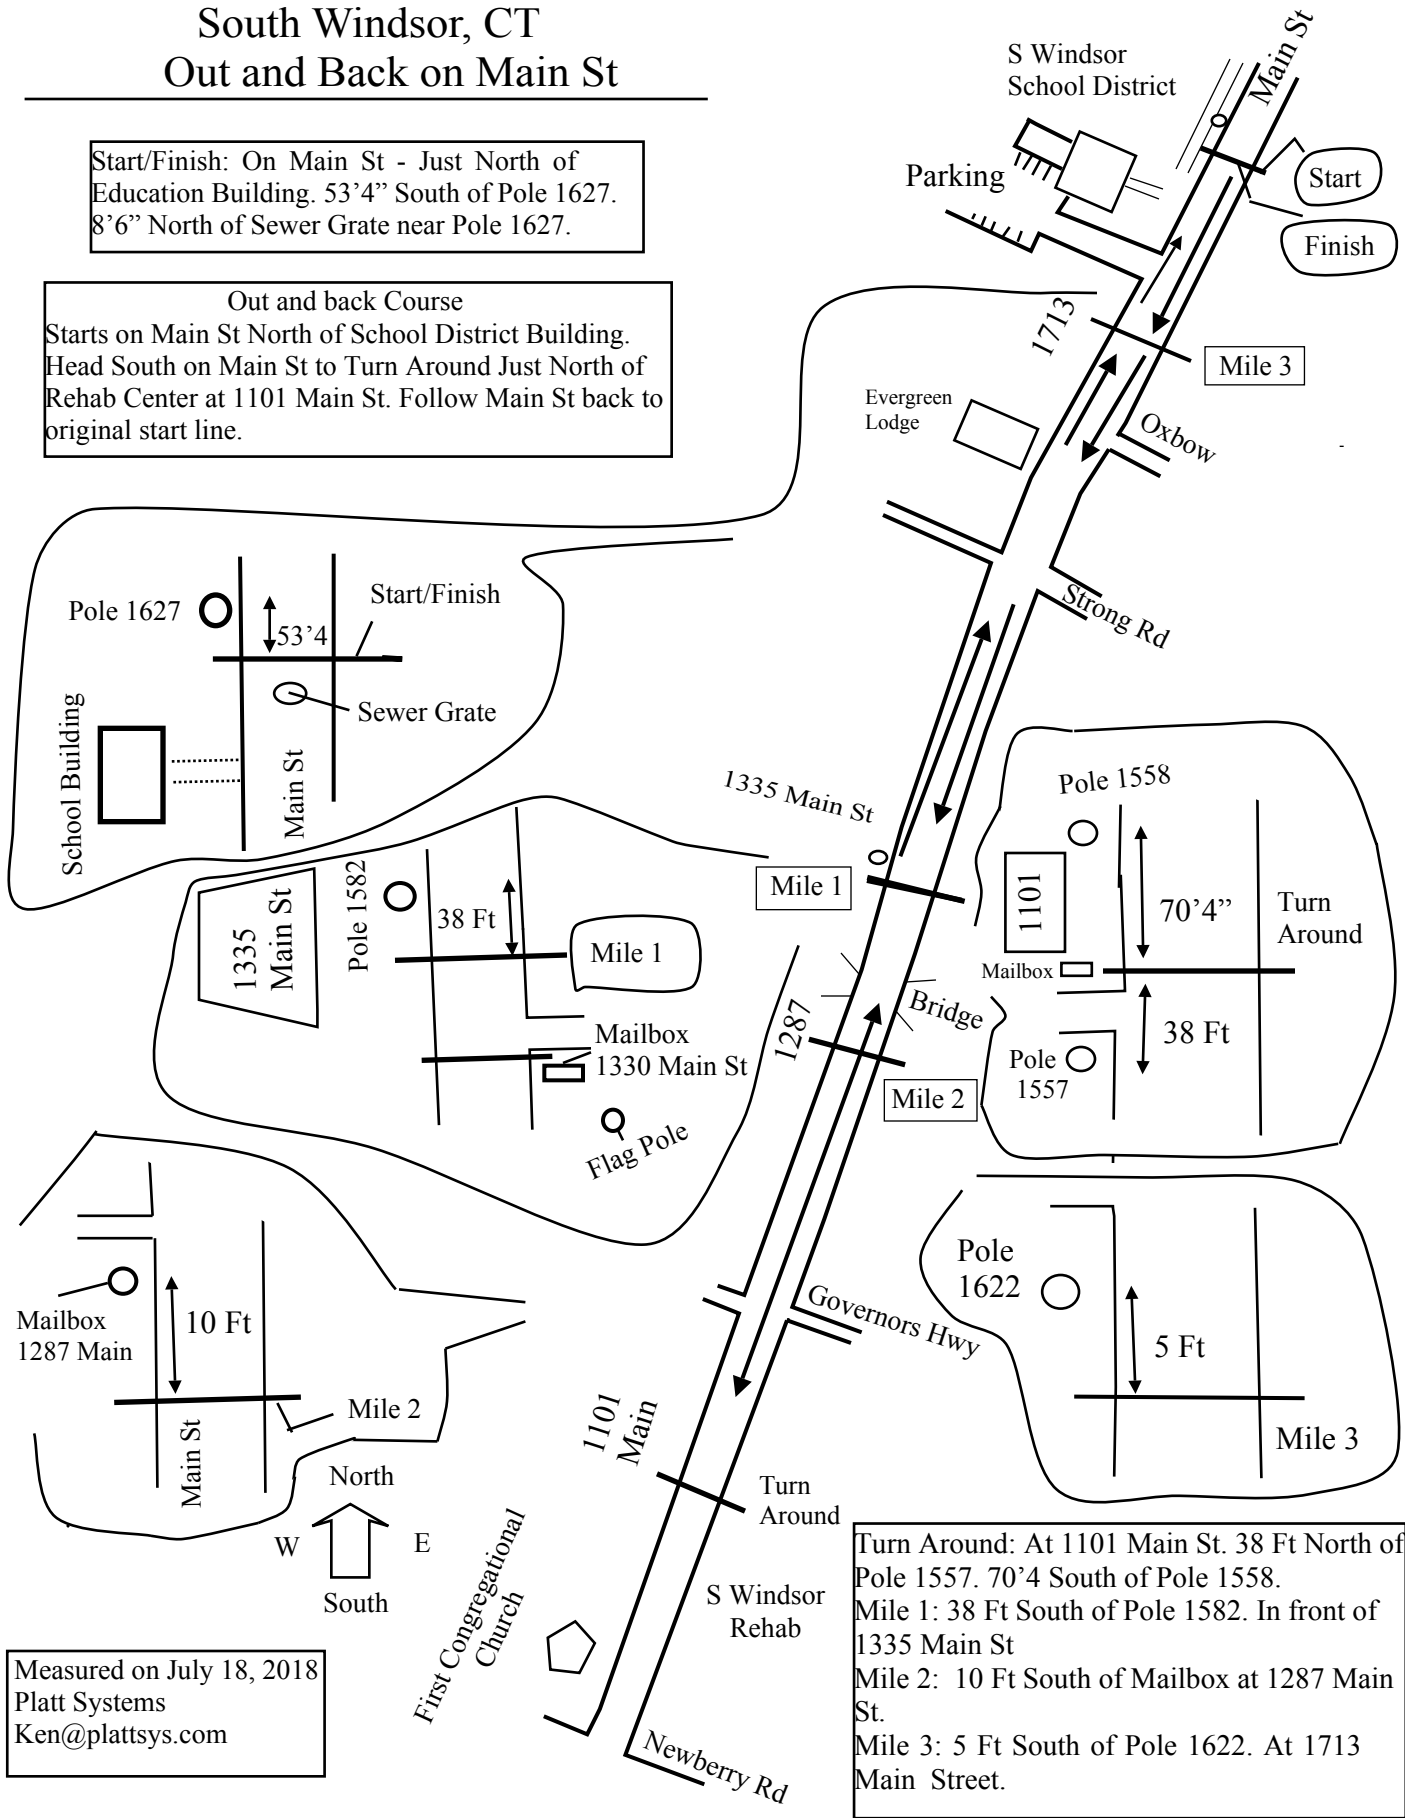 South Windsor, CT
Out and Back on Main St
Start/Finish: On Main St - Just North of
Education Building. 53’4” South of Pole 1627.
8’6” North of Sewer Grate near Pole 1627.
Out and back Course
Starts on Main St North of School District Building.
Head South on Main St to Turn Around Just North of
Rehab Center at 1101 Main St. Follow Main St back to
original start line.
S Windsor
School District
Main St
Parking
Start
Finish
1713
Mile 3
Evergreen
Lodge
Oxbow
Strong Rd
Pole 1627
53’4
Start/Finish
Sewer Grate
School Building
Main St
1335 Main St
Mile 1
Pole 1558
1101
70’4”
Turn
Around
Mailbox
38 Ft
Pole
1557
1335
Main St
Pole 1582
38 Ft
Mile 1
Mailbox
1330 Main St
Flag Pole
1287
Bridge
Mile 2
Pole
1622
5 Ft
Mile 3
Mailbox
1287 Main
10 Ft
Mile 2
Main St
Governors Hwy
1101
Main
Turn
Around
North
W
E
South
First Congregational
Church
S Windsor
Rehab
Newberry Rd
Measured on July 18, 2018
Platt Systems
Ken@plattsys.com
Turn Around: At 1101 Main St. 38 Ft North of
Pole 1557. 70’4 South of Pole 1558.
Mile 1: 38 Ft South of Pole 1582. In front of
1335 Main St
Mile 2: 10 Ft South of Mailbox at 1287 Main
St.
Mile 3: 5 Ft South of Pole 1622. At 1713
Main Street.